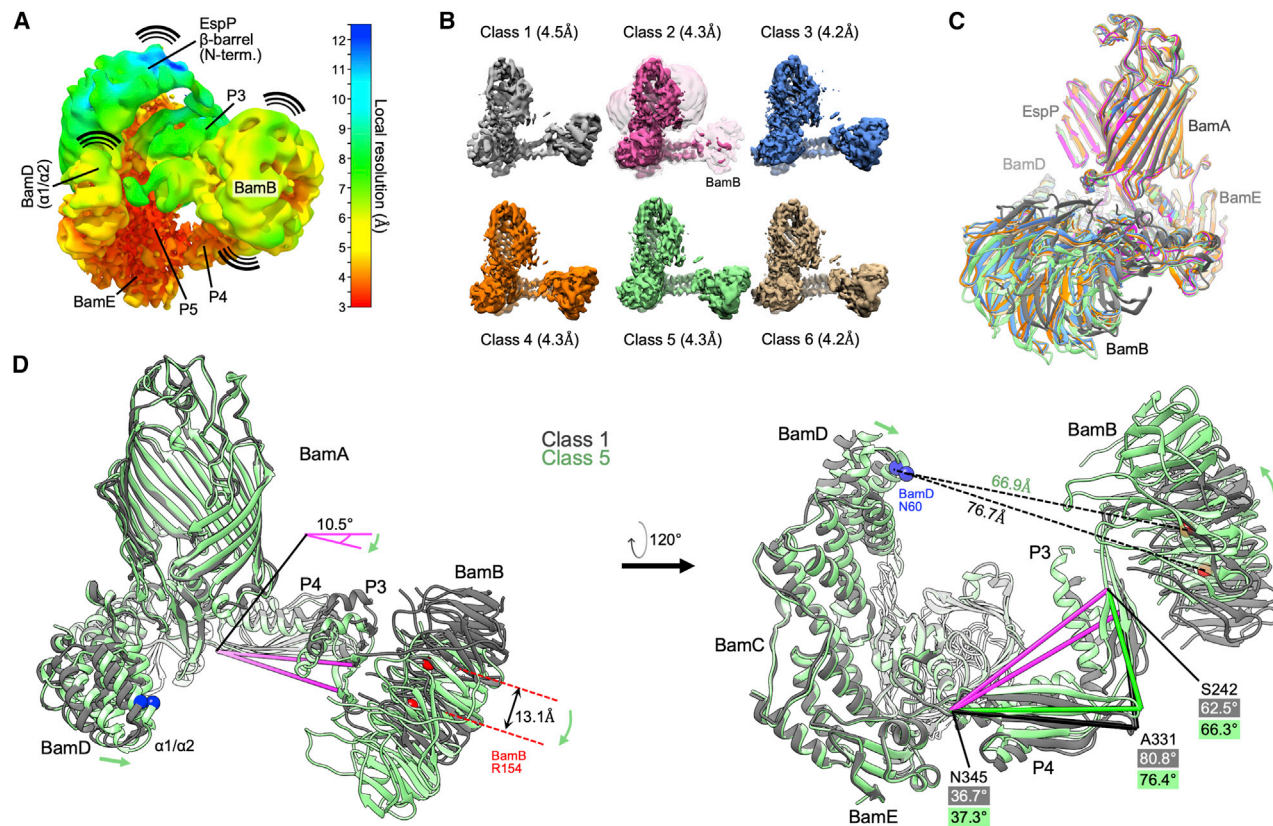 A
EspP
β-barrel
(N-term.)
P3
BamD
(α1/α2)
BamB
BamE
P5
P4
12
11
10
9
8
7
6
5
4
3
Local resolution (Å)
B
Class 1 (4.5Å)
Class 2 (4.3Å)
Class 3 (4.2Å)
BamB
Class 4 (4.3Å)
Class 5 (4.3Å)
Class 6 (4.2Å)
C
EspP
BamA
BamD
BamE
BamB
D
BamA
10.5°
P4
P3
BamB
13.1Å
BamB
R154
BamD
α1/α2
Class 1
Class 5
120°
BamD
BamB
BamD
N60
66.9Å
76.7Å
P3
BamC
S242
62.5°
66.3°
A331
80.8°
76.4°
N345
36.7°
37.3°
P4
BamE